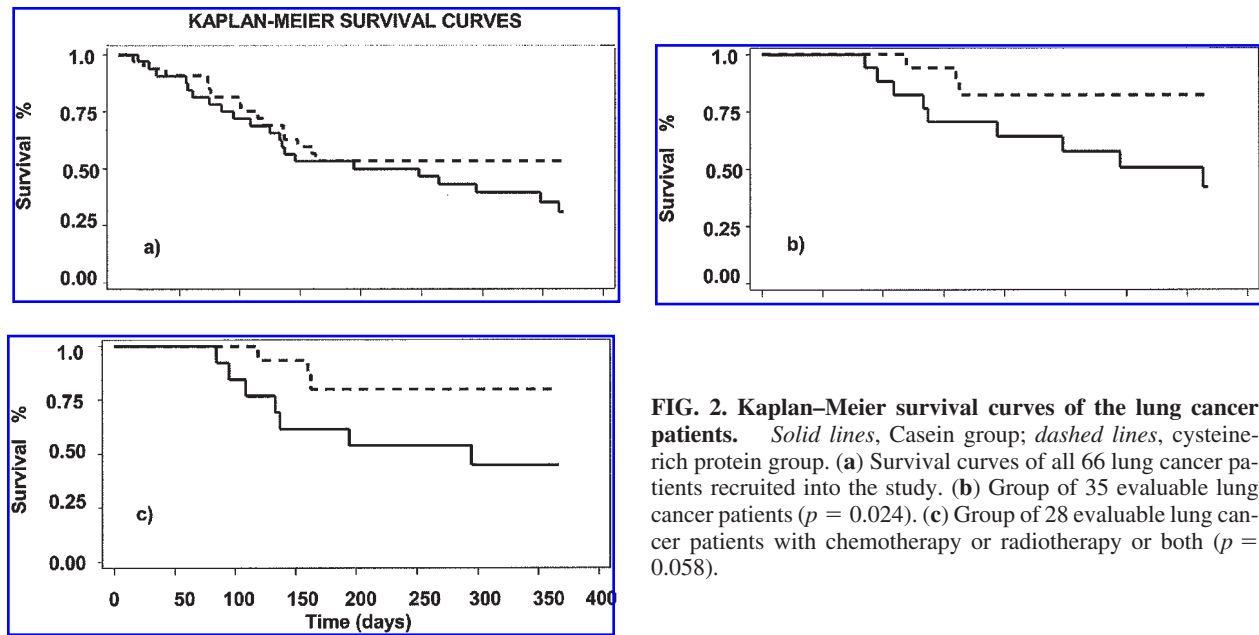 KAPLAN-MEIER SURVIVAL CURVES
1.0
0.75
0.50
0.25
0.00
Survival %
a)
1.0
0.75
0.50
0.25
0.00
Survival %
b)
1.0
0.75
0.50
0.25
0.00
Survival %
c)
0 50 100 150 200 250 300 350 400
Time (days)
FIG. 2. Kaplan–Meier survival curves of the lung cancer
patients. Solid lines, Casein group; dashed lines, cysteine-
rich protein group. (a) Survival curves of all 66 lung cancer pa-
tients recruited into the study. (b) Group of 35 evaluable lung
cancer patients (p = 0.024). (c) Group of 28 evaluable lung can-
cer patients with chemotherapy or radiotherapy or both (p =
0.058).